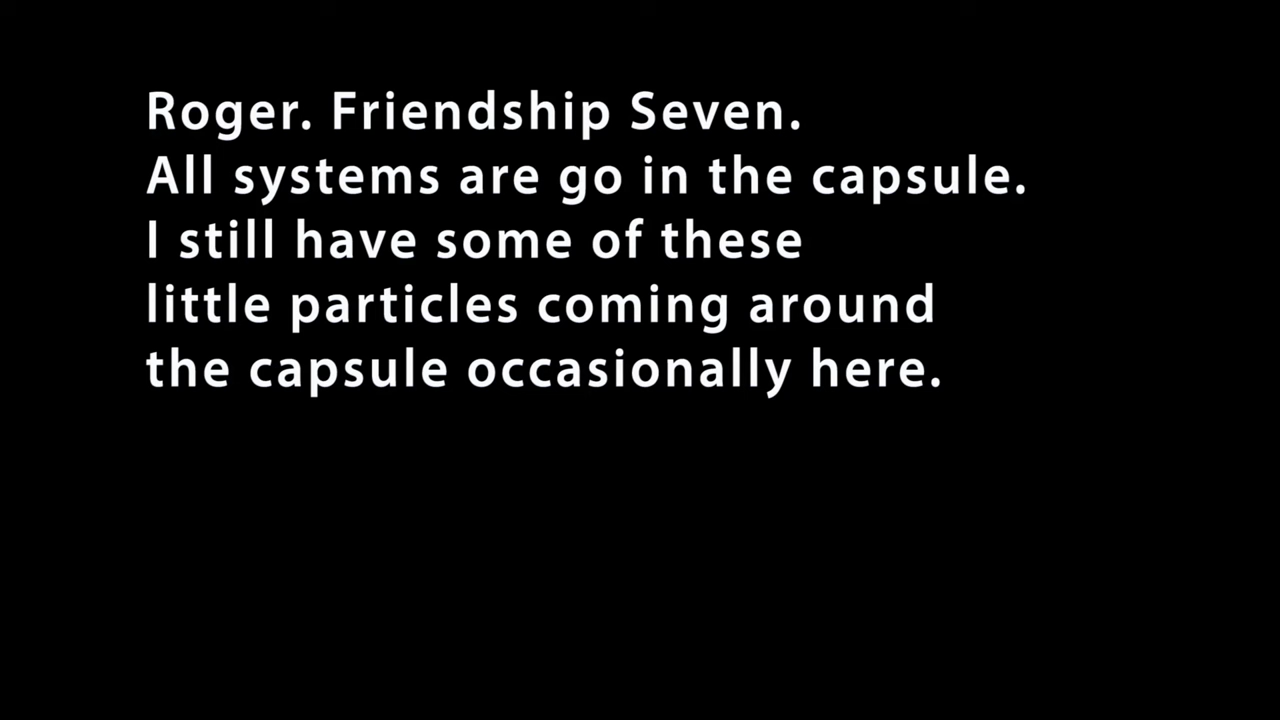 Roger. Friendship Seven.
All systems are go in the capsule.
I still have some of these
little particles coming around
the capsule occasionally here.